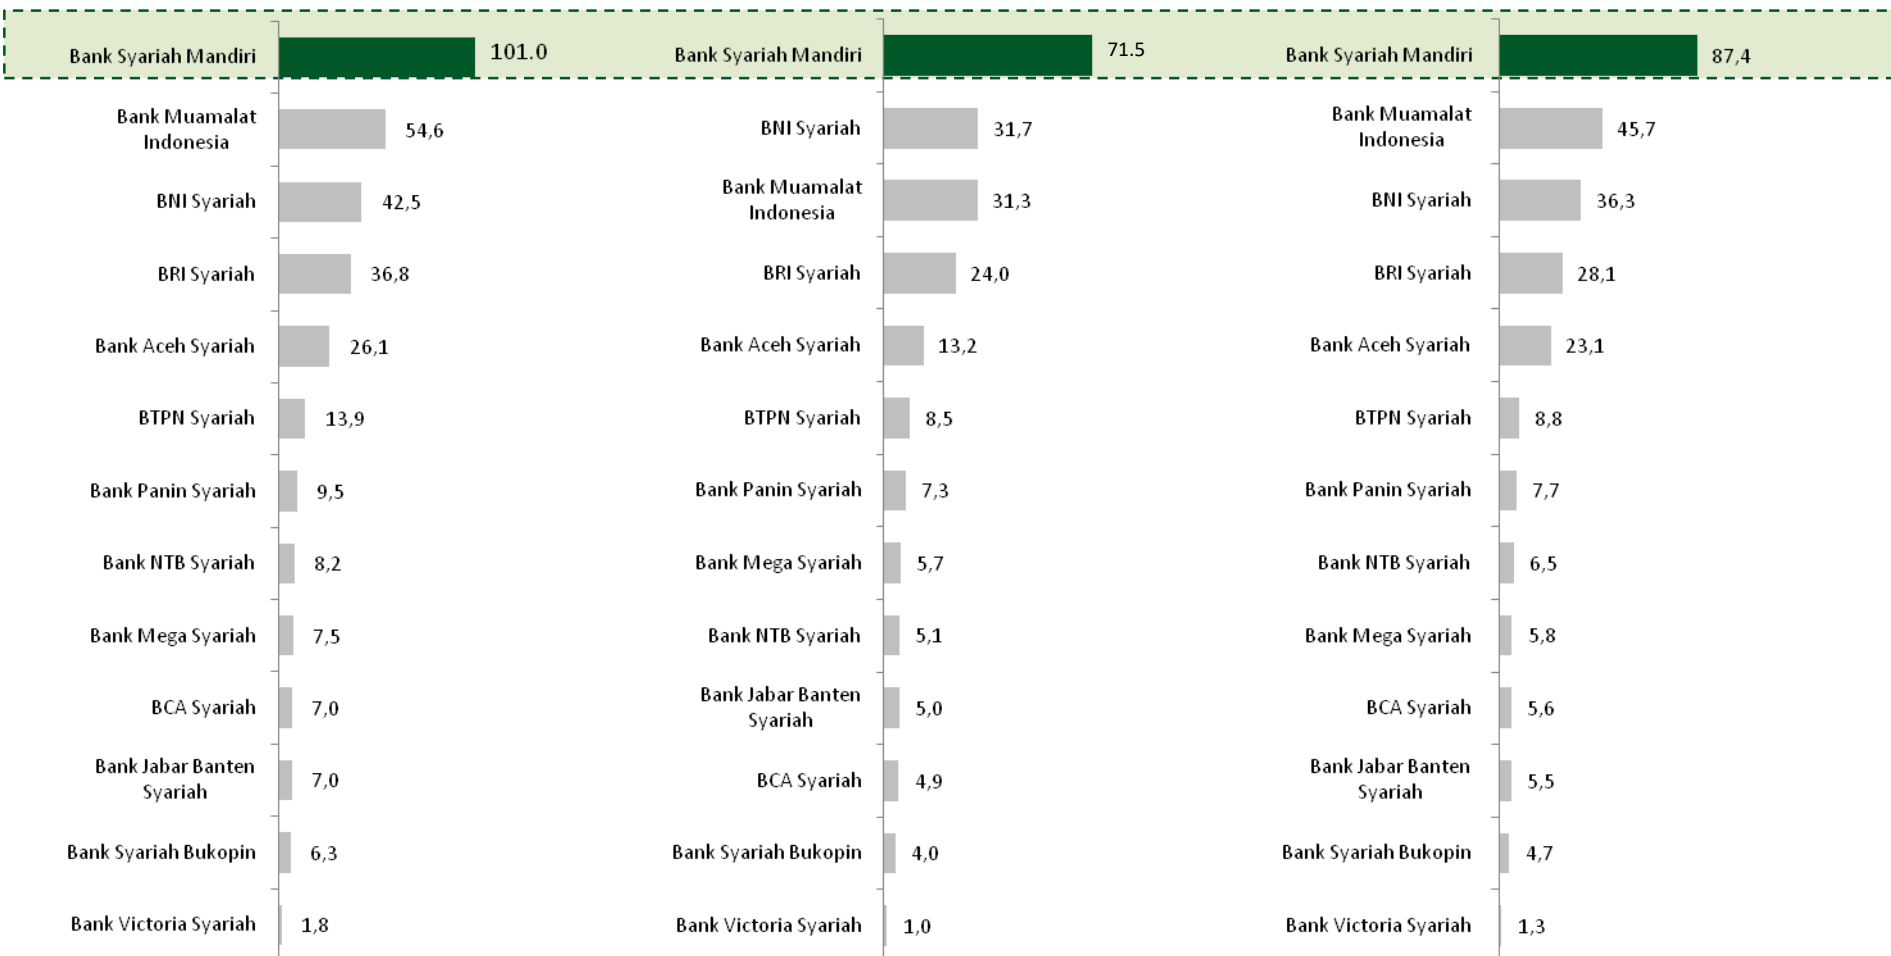 Bank Syariah Mandiri 101.0
Bank Muamalat
Indonesia
54,6
BNI Syariah 42,5
BRI Syariah 36,8
Bank Aceh Syariah 26,1
BTPN Syariah 13,9
Bank Panin Syariah 9,5
Bank NTB Syariah 8,2
Bank Mega Syariah 7,5
BCA Syariah 7,0
Bank Jabar Banten
Syariah
7,0
Bank Syariah Bukopin 6,3
Bank Victoria Syariah 1,8
Bank Syariah Mandiri 71.5
BNI Syariah 31,7
Bank Muamalat
Indonesia
31,3
BRI Syariah 24,0
Bank Aceh Syariah 13,2
BTPN Syariah 8,5
Bank Panin Syariah 7,3
Bank Mega Syariah 5,7
Bank NTB Syariah 5,1
Bank Jabar Banten
Syariah
5,0
BCA Syariah 4,9
Bank Syariah Bukopin 4,0
Bank Victoria Syariah 1,0
Bank Syariah Mandiri 87,4
Bank Muamalat
Indonesia
45,7
BNI Syariah 36,3
BRI Syariah 28,1
Bank Aceh Syariah 23,1
BTPN Syariah 8,8
Bank Panin Syariah 7,7
Bank NTB Syariah 6,5
Bank Mega Syariah 5,8
BCA Syariah 5,6
Bank Jabar Banten
Syariah
5,5
Bank Syariah Bukopin 4,7
Bank Victoria Syariah 1,3